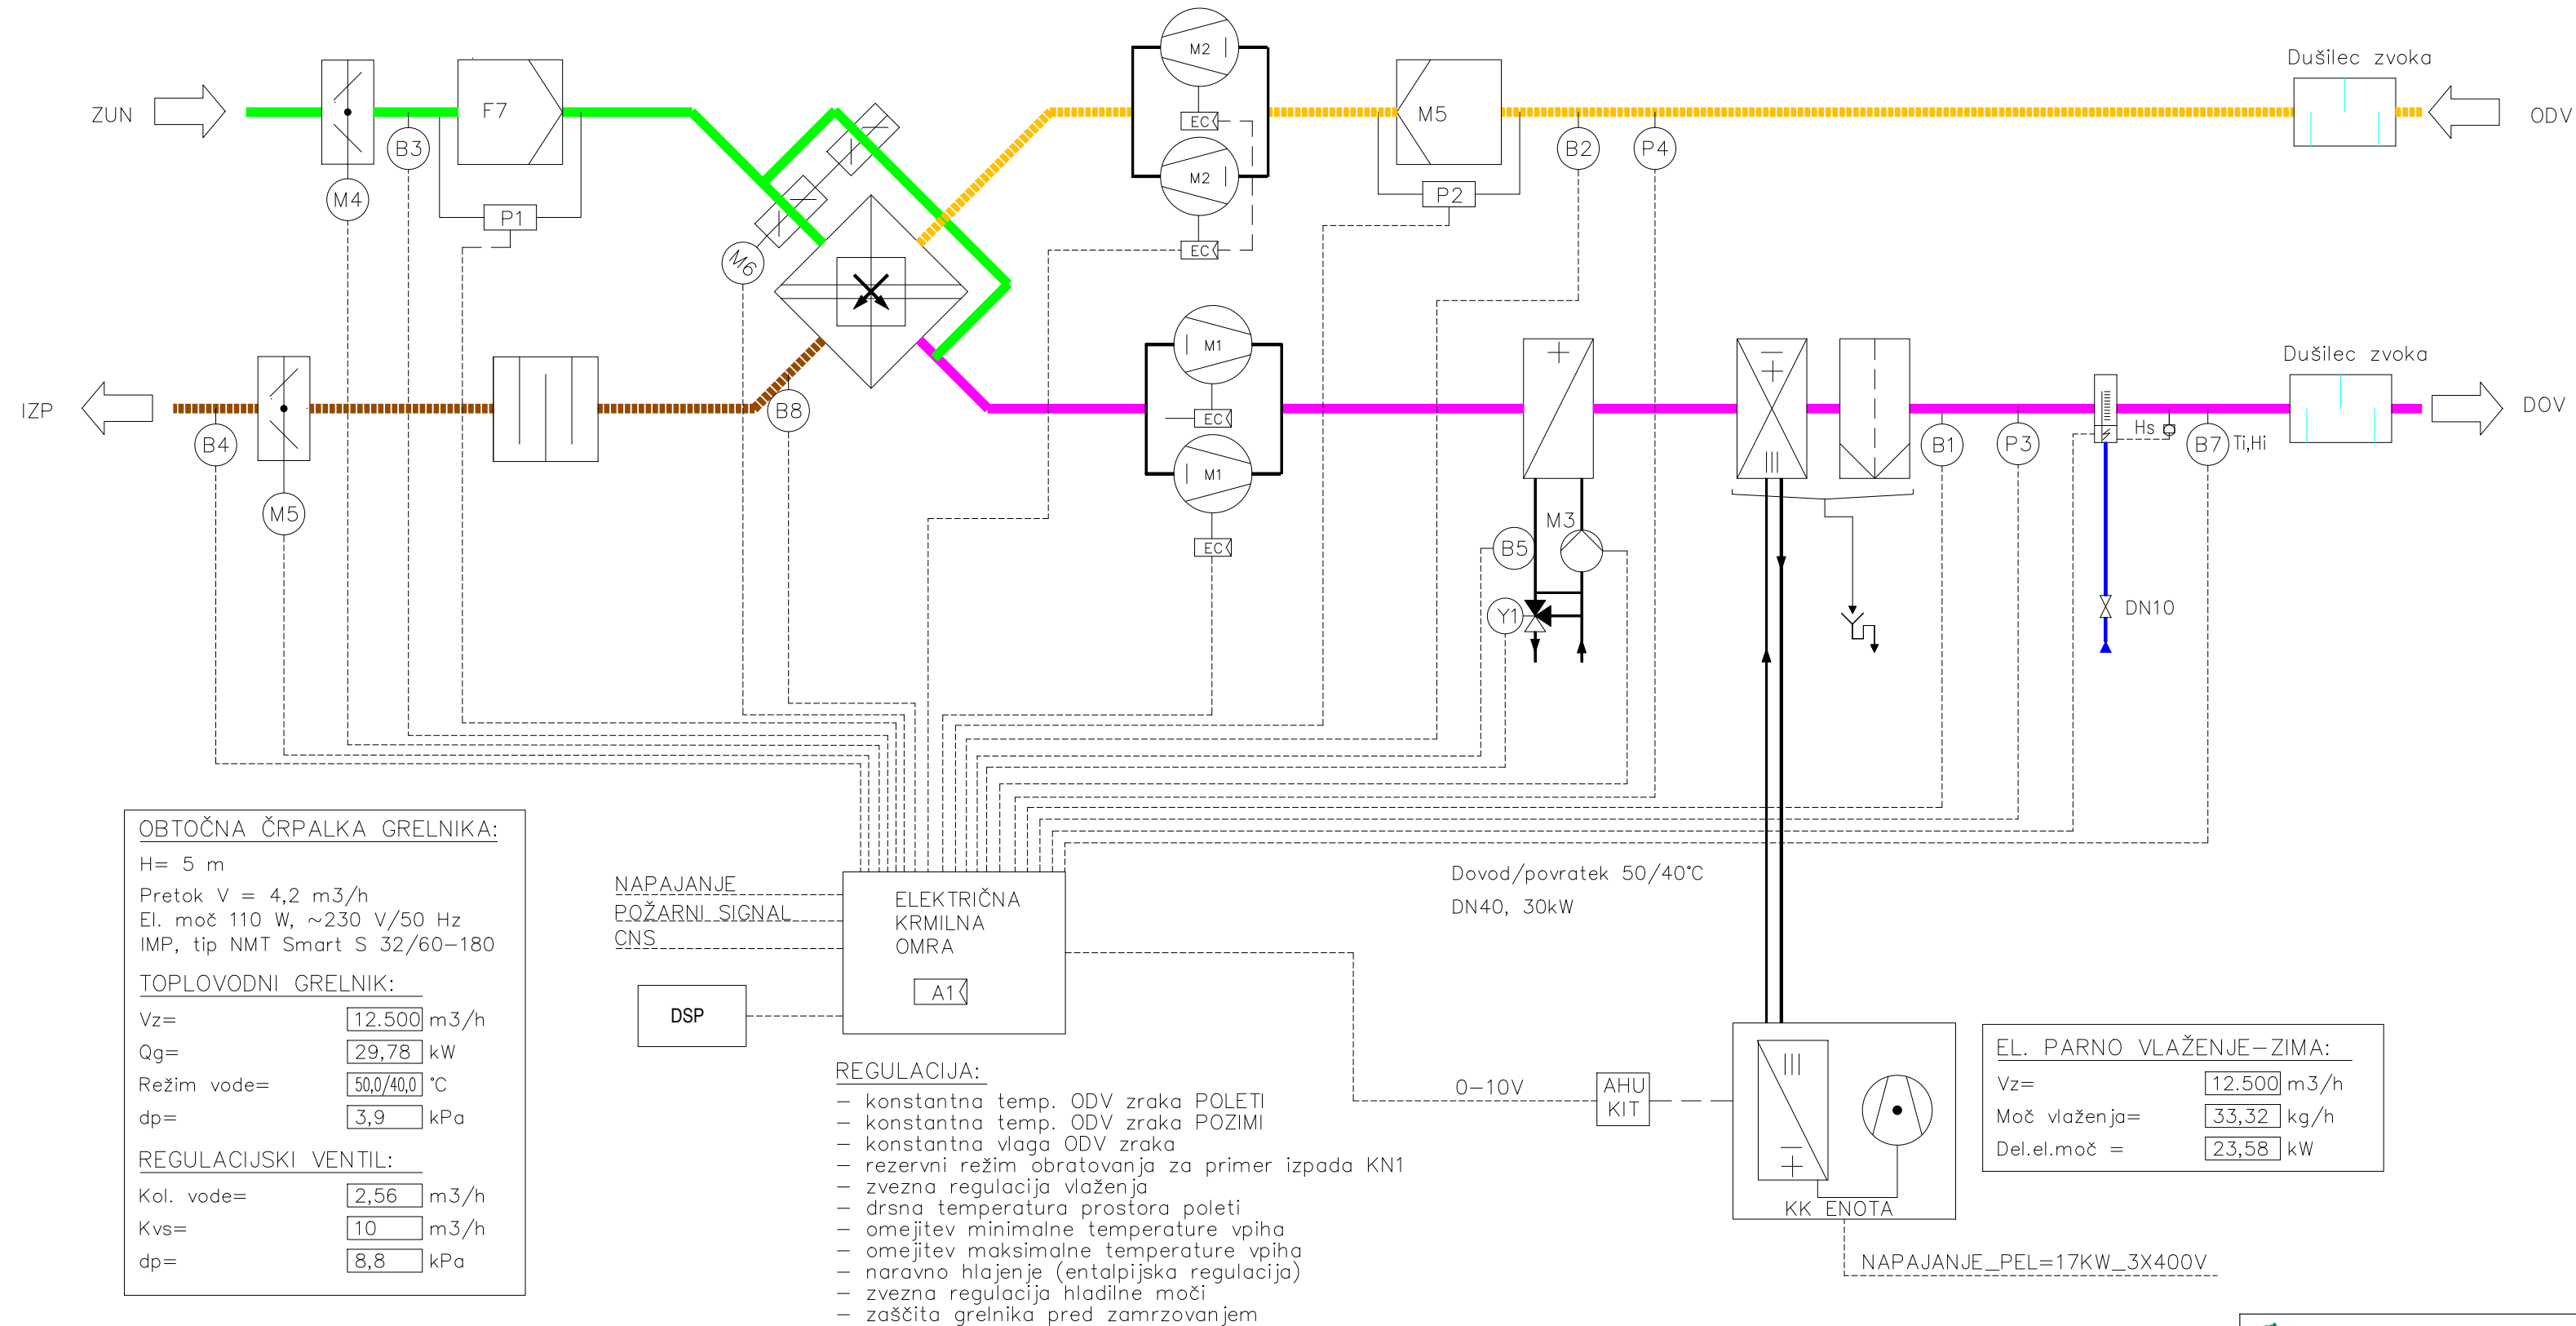 ZUN
F7
B3
M4
P1
M6
M2
EC
M2
EC
M5
P2
B2
P4
Dušilec zvoka
ODV
IZP
B4
M5
B8
M1
EC
M1
EC
M3
B5
Y1
B1
P3
Hs
B7
Ti,Hi
Dušilec zvoka
DOV
DN10
OBTOČNA ČRPALKA GRELNIKA:
H= 5 m
Pretok V = 4,2 m3/h
El. moč 110 W, ~230 V/50 Hz
IMP, tip NMT Smart S 32/60-180
TOPLOVODNI GRELNIK:
Vz= 12.500 m3/h
Qg= 29,78 kW
Režim vode= 50,0/40,0 °C
dp= 3,9 kPa
REGULACIJSKI VENTIL:
Kol. vode= 2,56 m3/h
Kvs= 10 m3/h
dp= 8,8 kPa
NAPAJANJE
POŽARNI SIGNAL
CNS
DSP
ELEKTRIČNA
KRMILNA
OMRA
A1
REGULACIJA:
- konstantna temp. ODV zraka POLETI
- konstantna temp. ODV zraka POZIMI
- konstantna vlaga ODV zraka
- rezervni režim obratovanja za primer izpada KN1
- zvezna regulacija vlaženja
- drsna temperatura prostora poleti
- omejitev minimalne temperature vpiha
- omejitev maksimalne temperature vpiha
- naravno hlajenje (entalpijska regulacija)
- zvezna regulacija hladilne moči
- zaščita grelnika pred zamrzovanjem
Dovod/povratek 50/40°C
DN40, 30kW
0-10V
AHU
KIT
KK ENOTA
NAPAJANJE_PEL=17KW_3X400V
EL. PARNO VLAŽENJE-ZIMA:
Vz= 12.500 m3/h
Moč vlaženja= 33,32 kg/h
Del.el.moč = 23,58 kW